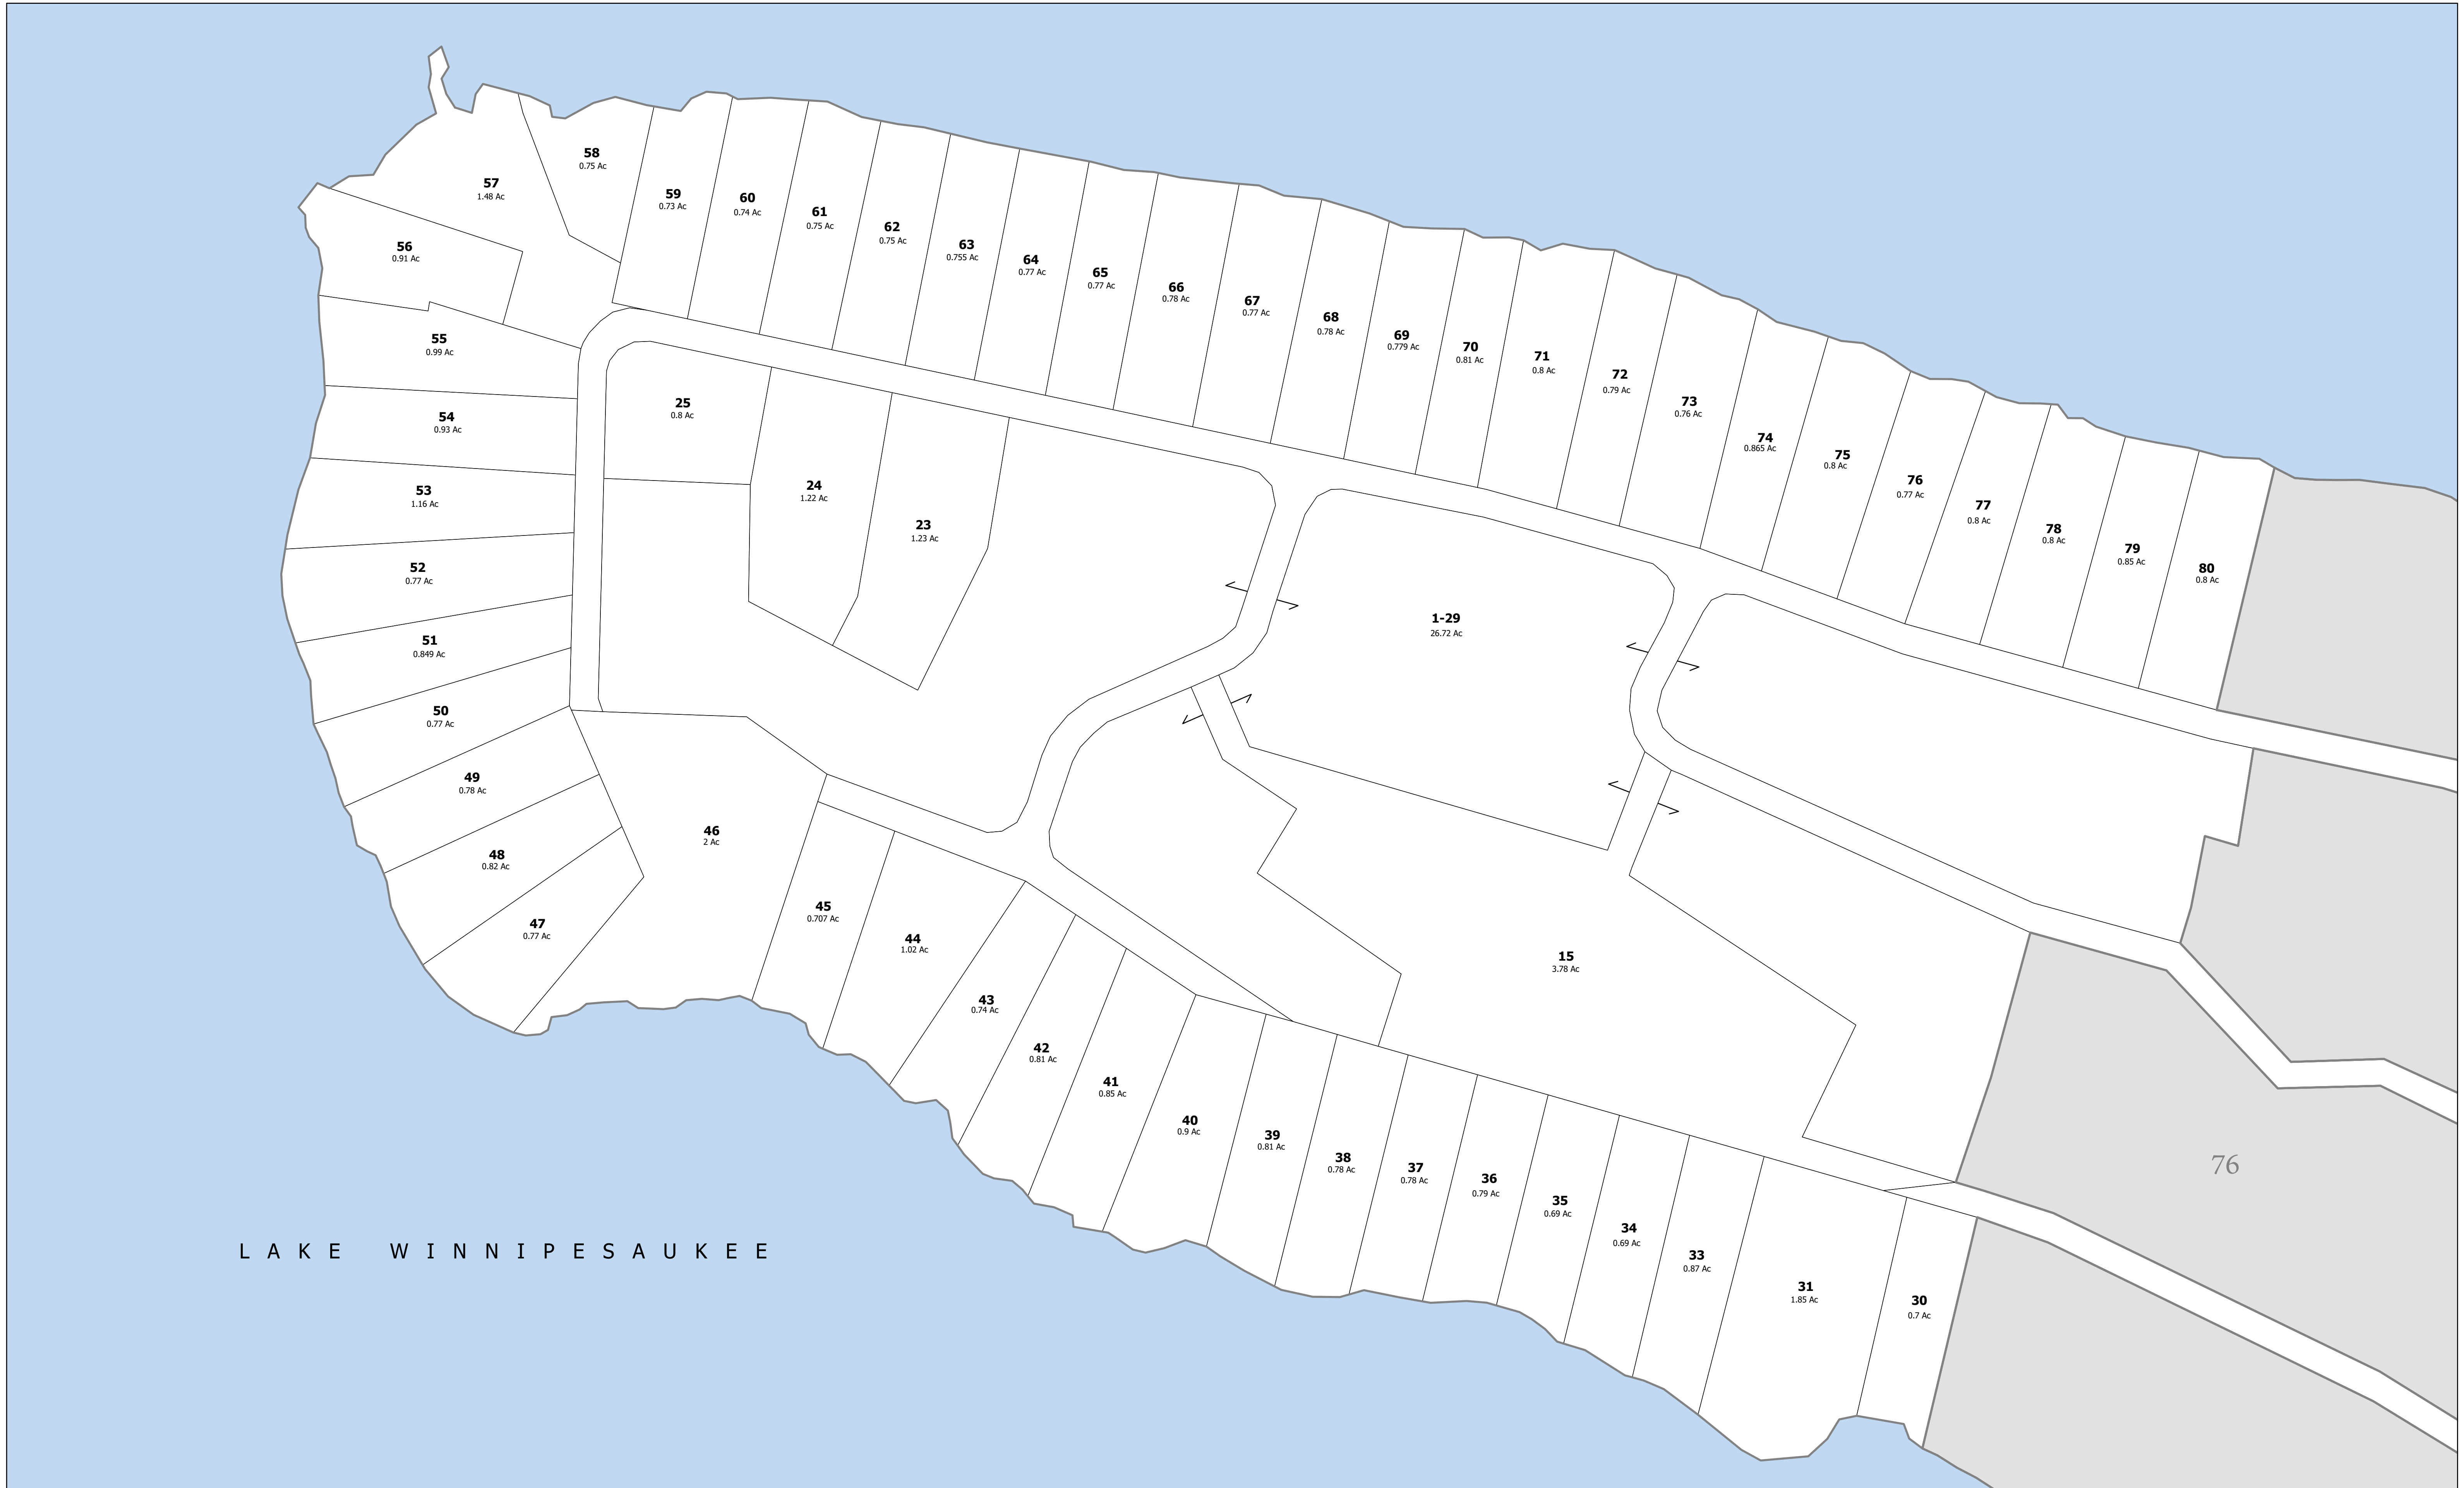 58
0.75 Ac
57
1.48 Ac
59
0.73 Ac
60
0.74 Ac
61
0.75 Ac
62
0.75 Ac
63
0.755 Ac
64
0.77 Ac
65
0.77 Ac
66
0.78 Ac
67
0.77 Ac
68
0.78 Ac
69
0.779 Ac
70
0.81 Ac
71
0.8 Ac
72
0.79 Ac
73
0.76 Ac
74
0.865 Ac
75
0.8 Ac
76
0.77 Ac
77
0.8 Ac
78
0.8 Ac
79
0.85 Ac
80
0.8 Ac
56
0.91 Ac
55
0.99 Ac
54
0.93 Ac
53
1.16 Ac
52
0.77 Ac
51
0.849 Ac
50
0.77 Ac
49
0.78 Ac
48
0.82 Ac
47
0.77 Ac
25
0.8 Ac
24
1.22 Ac
23
1.23 Ac
1-29
26.72 Ac
46
2 Ac
45
0.707 Ac
44
1.02 Ac
43
0.74 Ac
42
0.81 Ac
41
0.85 Ac
40
0.9 Ac
39
0.81 Ac
38
0.78 Ac
37
0.78 Ac
36
0.79 Ac
35
0.69 Ac
34
0.69 Ac
33
0.87 Ac
31
1.85 Ac
30
0.7 Ac
15
3.78 Ac
76
LAKE WINNIPESAUKEE